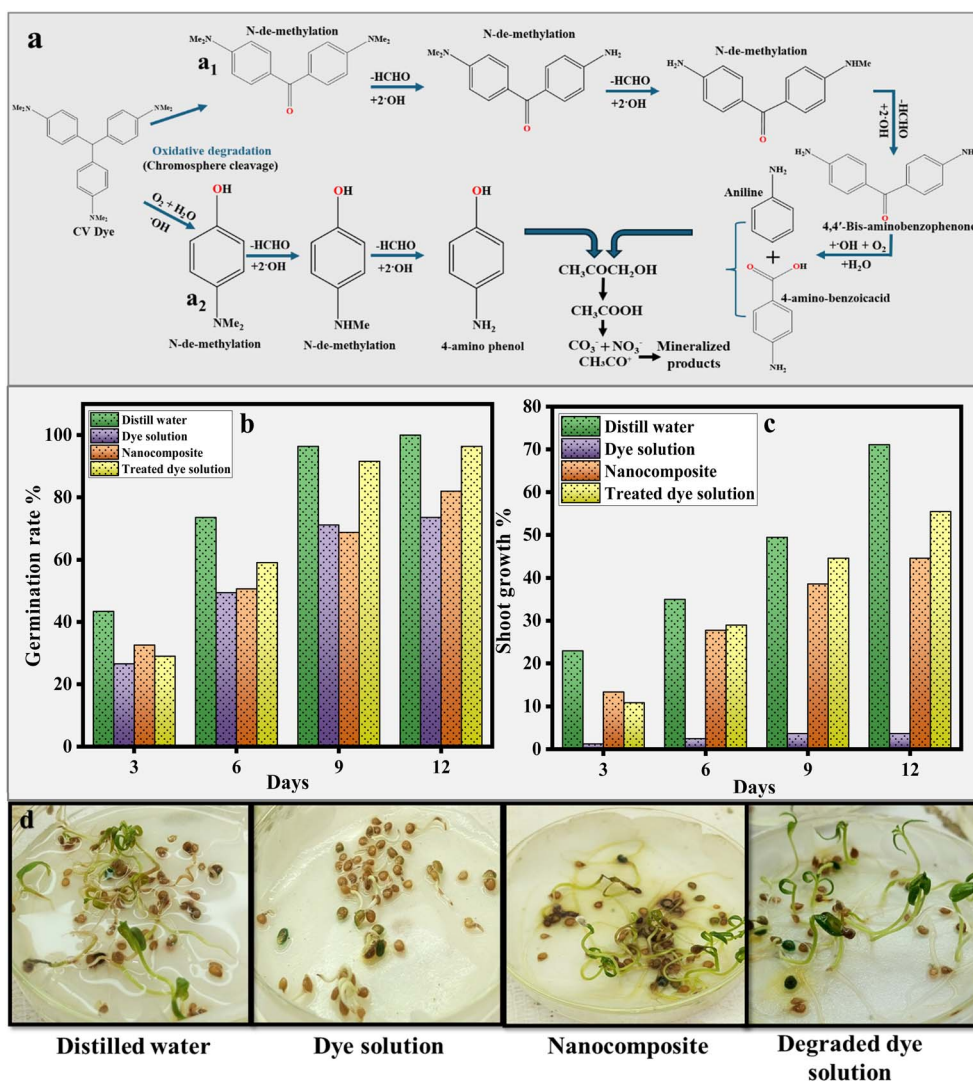 a
N-de-methylation
Me₂N
NMe₂
a₁
O
-HCHO
+2·OH
N-de-methylation
Me₂N
NH₂
O
-HCHO
+2·OH
N-de-methylation
NH₂
NHMe
O
-HCHO
+2·OH
Me₂N
NMe₂
NMe₂
CV Dye
Oxidative degradation
(Chromosphere cleavage)
O₂ + H₂O
·OH
OH
a₂
NMe₂
N-de-methylation
-HCHO
+2·OH
OH
NHMe
N-de-methylation
-HCHO
+2·OH
OH
NH₂
4-amino phenol
CH₃COCH₂OH
CH₃COOH
CO₃⁻ + NO₃⁻
CH₃CO⁺
Mineralized
products
NH₂
Aniline
+
O
OH
4-amino-benzoicacid
NH₂
H₂N
NH
O
4,4′-Bis-aminobenzophenone
+·OH + O₂
+H₂O
b
Distill water
Dye solution
Nanocomposite
Treated dye solution
Germination rate %
100
80
60
40
20
0
3 6 9 12
Days
c
Distill water
Dye solution
Nanocomposite
Treated dye solution
Shoot growth %
80
70
60
50
40
30
20
10
0
3 6 9 12
Days
d
Distilled water
Dye solution
Nanocomposite
Degraded dye
solution